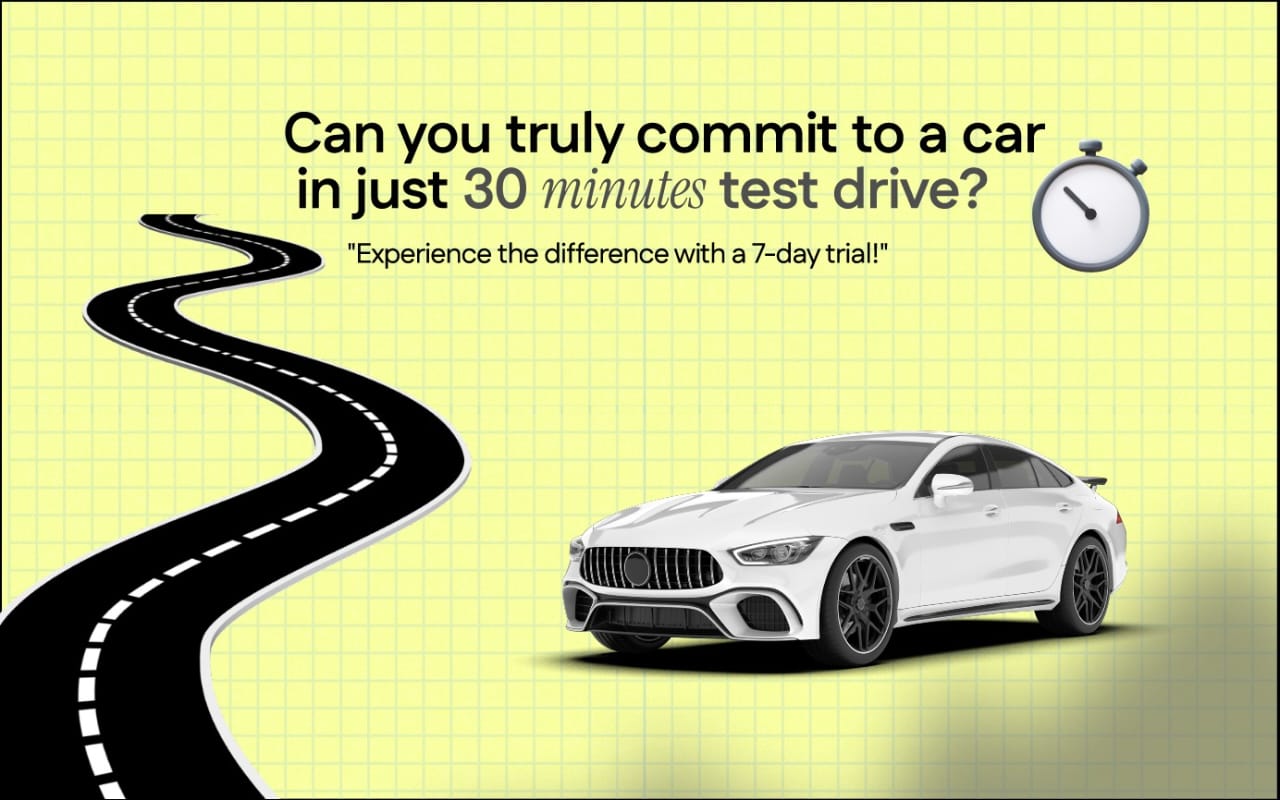 Can you truly commit to a car
in just 30 minutes test drive?
"Experience the difference with a 7-day trial!"